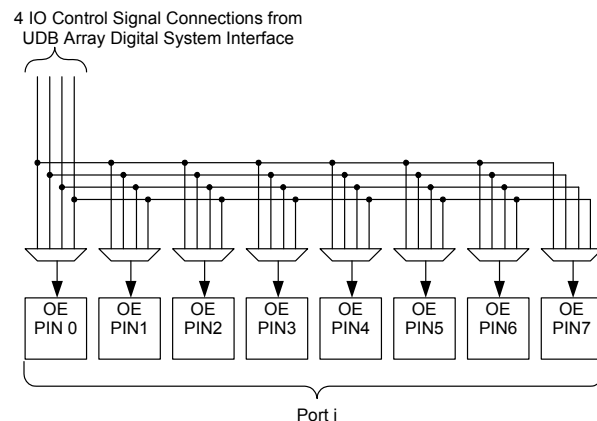 4 IO Control Signal Connections from
UDB Array Digital System Interface
OE OE OE OE OE OE OE OE
PIN 0 PIN1 PIN2 PIN3 PIN4 PIN5 PIN6 PIN7
Port i